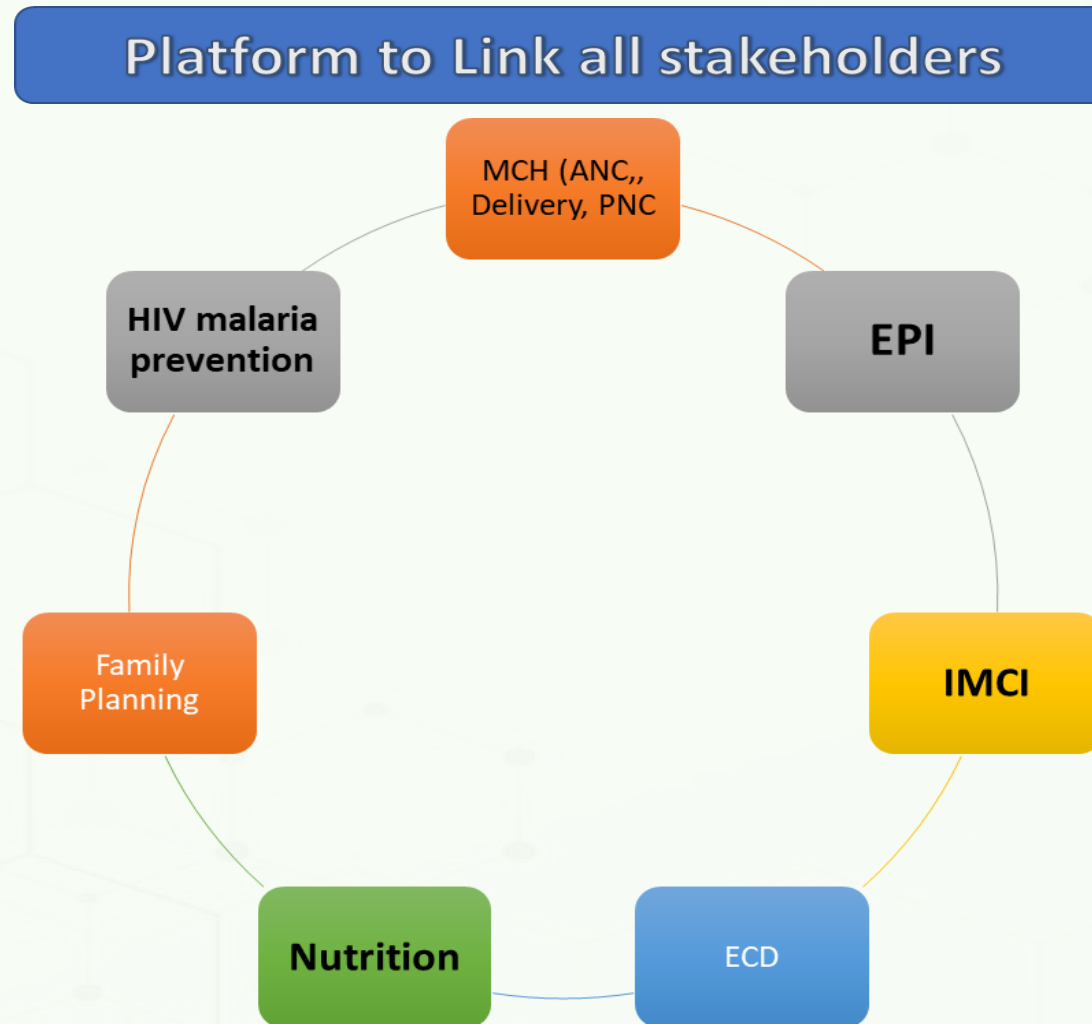 Platform to Link all stakeholders
MCH (ANC,,
Delivery, PNC
EPI
IMCI
ECD
Nutrition
Family
Planning
HIV malaria
prevention